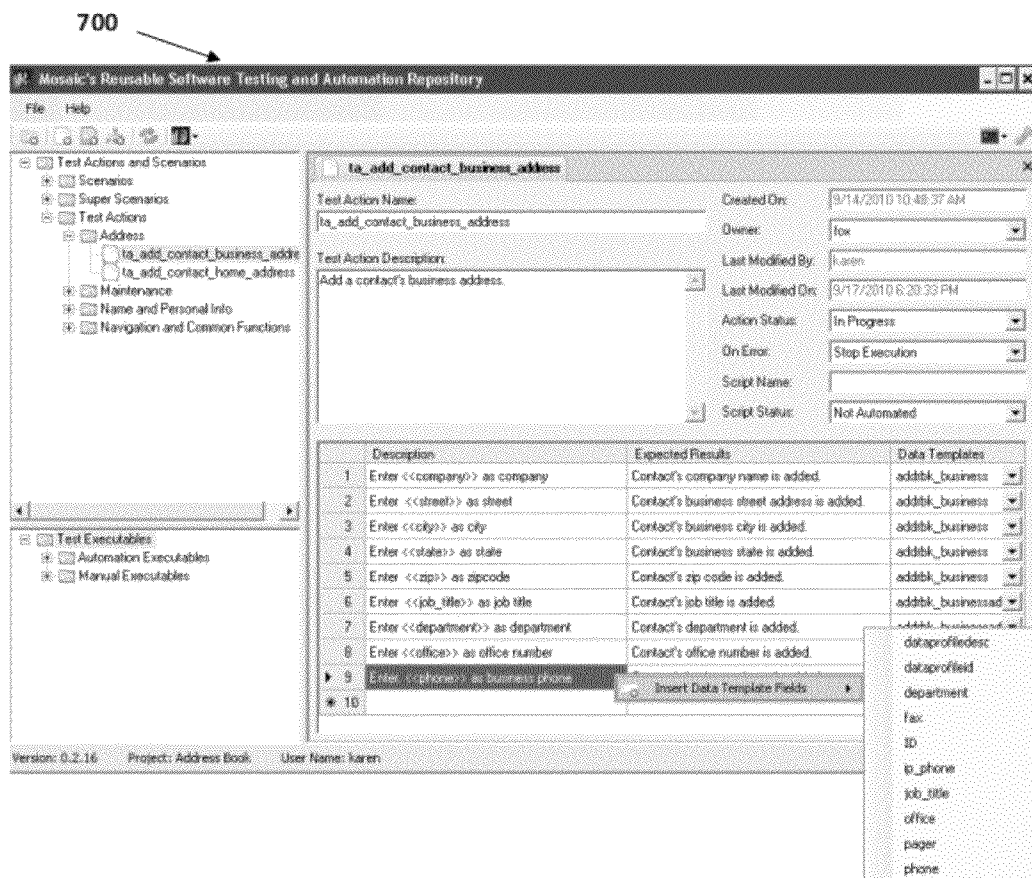 700
Mosaic's Reusable Software Testing and Automation Repository
File Help
Test Actions and Scenarios
Scenarios
Super Scenarios
Test Actions
Address
ta_add_contact_business_addre
ta_add_contact_home_address
Maintenance
Name and Personal Info
Navigation and Common Functions
Test Executables
Automation Executables
Manual Executables
ta_add_contact_business_address
Test Action Name:
ta_add_contact_business_address
Test Action Description:
Add a contact's business address.
Created On: 9/14/2010 10:48:37 AM
Owner: fox
Last Modified By: karen
Last Modified On: 9/17/2010 6:20:33 PM
Action Status: In Progress
On Error: Stop Execution
Script Name:
Script Status: Not Automated
Description Expected Results Data Templates
1 Enter <<company>> as company Contact's company name is added. addrbk_business
2 Enter <<street>> as street Contact's business street address is added. addrbk_business
3 Enter <<city>> as city Contact's business city is added. addrbk_business
4 Enter <<state>> as state Contact's business state is added. addrbk_business
5 Enter <<zip>> as zipcode Contact's zip code is added. addrbk_business
6 Enter <<job_title>> as job title Contact's job title is added. addrbk_businessad
7 Enter <<department>> as department Contact's department is added. addrbk_businessad
8 Enter <<office>> as office number Contact's office number is added.
9 Enter <<phone>> as business phone
10
Insert Data Template Fields
dataprofiledesc
dataprofileid
department
fax
ID
ip_phone
job_title
office
pager
phone
Version: 0.2.16 Project: Address Book User Name: karen